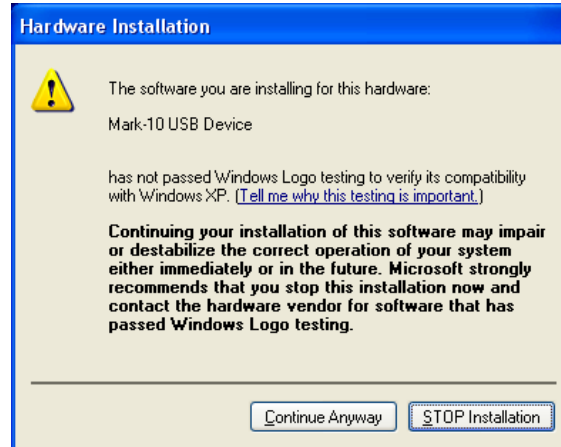 Hardware Installation
The software you are installing for this hardware:
Mark-10 USB Device
has not passed Windows Logo testing to verify its compatibility
with Windows XP. (Tell me why this testing is important.)
Continuing your installation of this software may impair
or destabilize the correct operation of your system
either immediately or in the future. Microsoft strongly
recommends that you stop this installation now and
contact the hardware vendor for software that has
passed Windows Logo testing.
Continue Anyway
STOP Installation